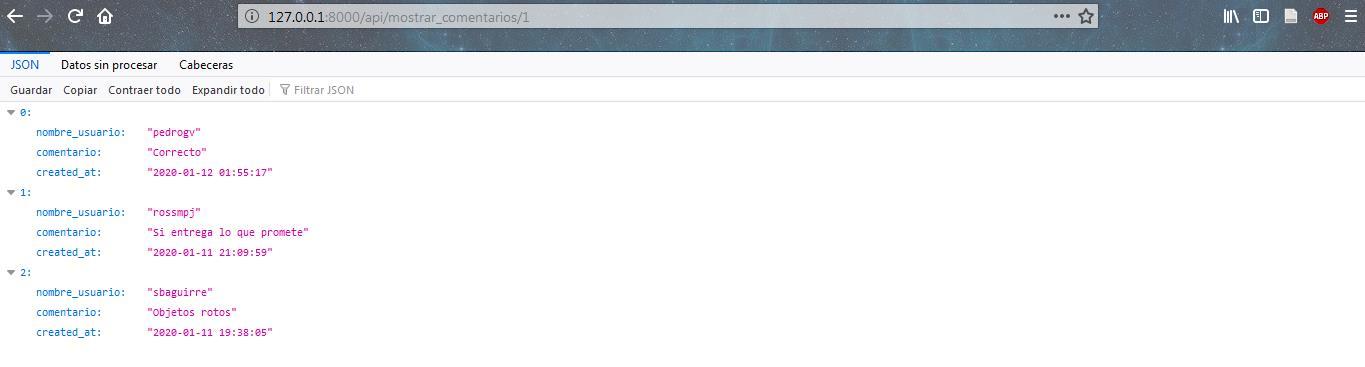 127.0.0.1:8000/api/mostrar_comentarios/1
ABP
JSON Datos sin procesar Cabeceras
Guardar Copiar Contraer todo Expandir todo Filtrar JSON
0:
nombre_usuario: "pedrogv"
comentario: "Correcto"
created_at: "2020-01-12 01:55:17"
1:
nombre_usuario: "rossmpj"
comentario: "Si entrega lo que promete"
created_at: "2020-01-11 21:09:59"
2:
nombre_usuario: "sbaguirre"
comentario: "Objetos rotos"
created_at: "2020-01-11 19:38:05"